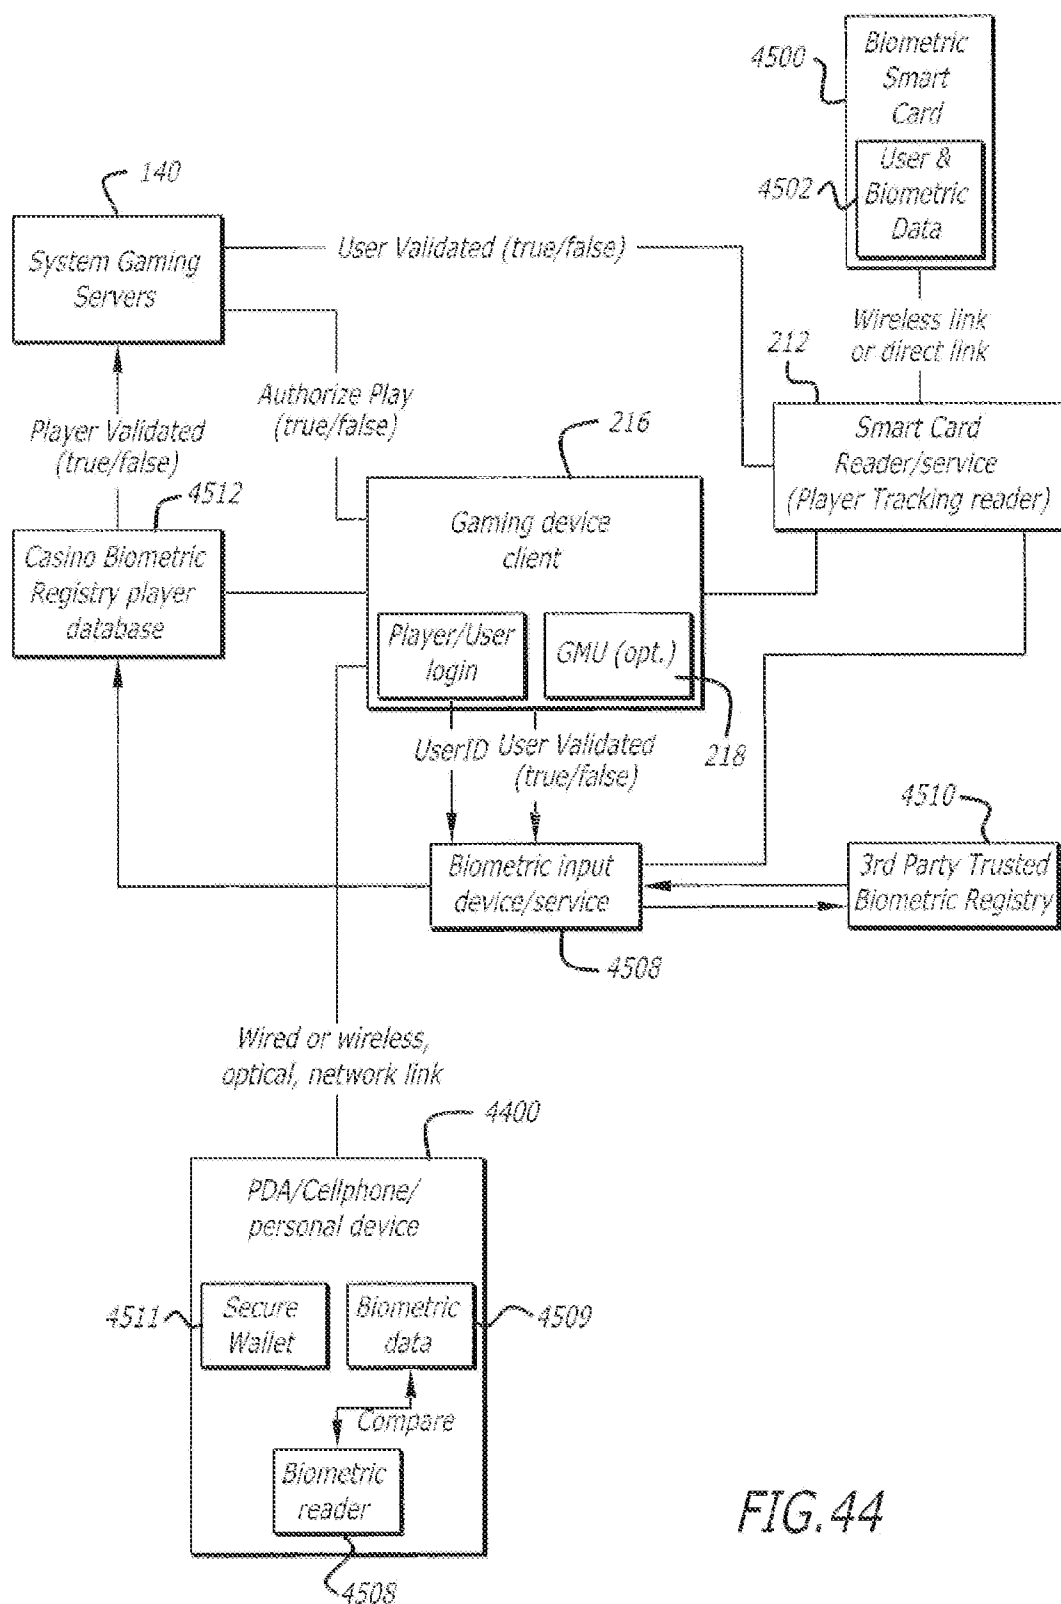 4500
Biometric
Smart
Card
4502
User &
Biometric
Data
140
System Gaming
Servers
User Validated (true/false)
Wireless link
or direct link
212
Authorize Play
(true/false)
Smart Card
Reader/service
(Player Tracking reader)
Player Validated
(true/false)
216
4512
Gaming device
client
Casino Biometric
Registry player
database
Player/User
login
GMU (opt.)
218
UserID
User Validated
(true/false)
4510
Biometric input
device/service
3rd Party Trusted
Biometric Registry
4508
Wired or wireless,
optical, network link
4400
PDA/Cellphone/
personal device
4511
Secure
Wallet
Biometric
data
4509
Compare
Biometric
reader
4508
FIG.44